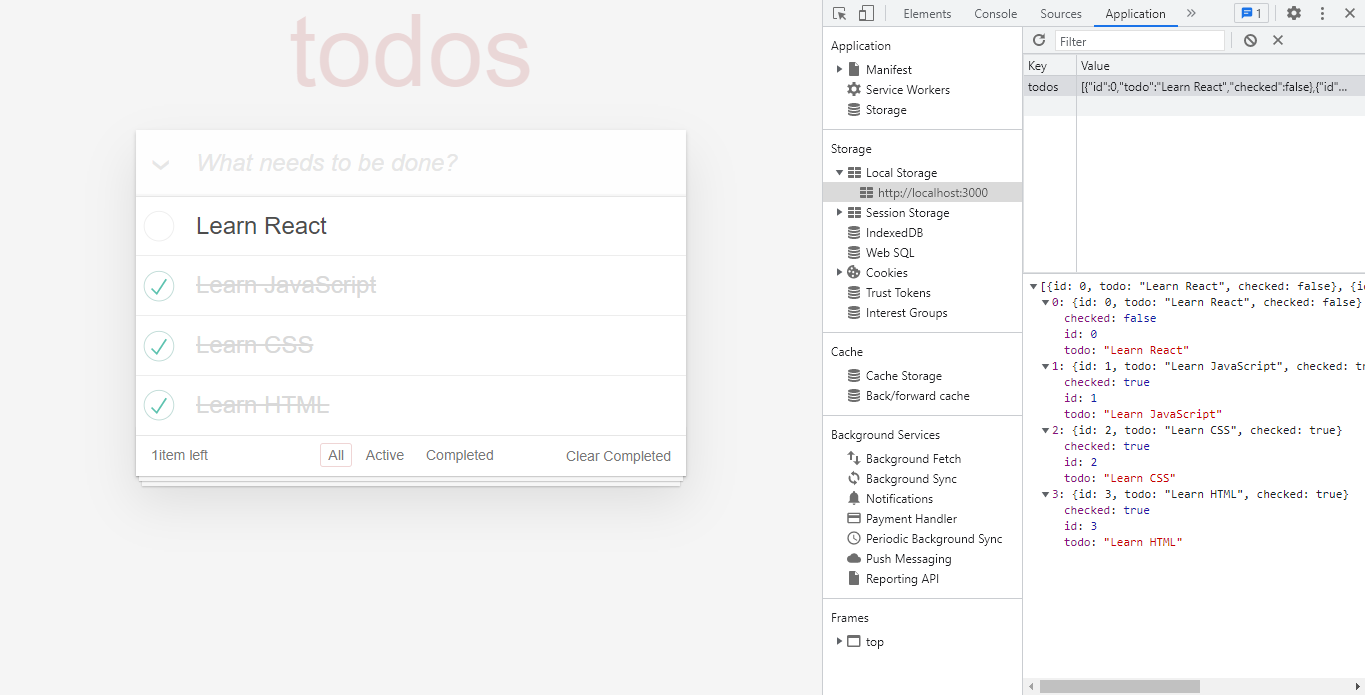 todos
What needs to be done?
Learn React
Learn JavaScript
Learn CSS
Learn HTML
1item left All Active Completed Clear Completed
Elements Console Sources Application » 1
Application
Manifest
Service Workers
Storage
Storage
Local Storage
http://localhost:3000
Session Storage
IndexedDB
Web SQL
Cookies
Trust Tokens
Interest Groups
Cache
Cache Storage
Back/forward cache
Background Services
Background Fetch
Background Sync
Notifications
Payment Handler
Periodic Background Sync
Push Messaging
Reporting API
Frames
top
Filter
Key Value
todos [{"id":0,"todo":"Learn React","checked":false},{"id"...
[{id: 0, todo: "Learn React", checked: false}, {id
0: {id: 0, todo: "Learn React", checked: false}
checked: false
id: 0
todo: "Learn React"
1: {id: 1, todo: "Learn JavaScript", checked: tr
checked: true
id: 1
todo: "Learn JavaScript"
2: {id: 2, todo: "Learn CSS", checked: true}
checked: true
id: 2
todo: "Learn CSS"
3: {id: 3, todo: "Learn HTML", checked: true}
checked: true
id: 3
todo: "Learn HTML"